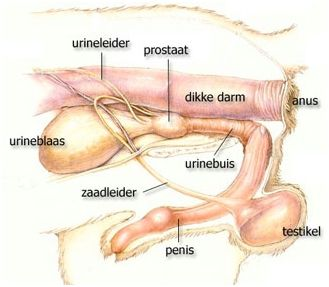 urineleider
prostaat
dikke darm
anus
urineblaas
urinebuis
zaadleider
testikel
penis